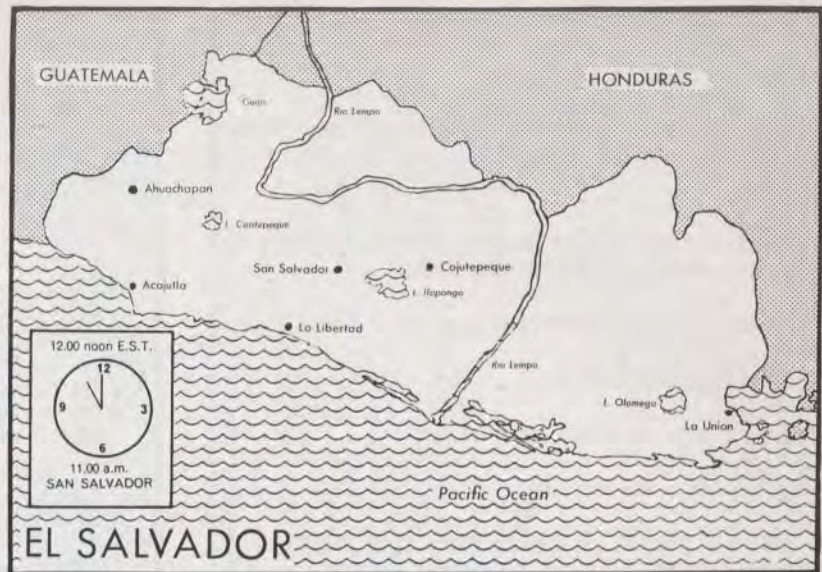 GUATEMALA
HONDURAS
Guija
Rio Lempa
Ahuachapan
L. Coatepeque
San Salvador
Cojutepeque
L. Ilopango
Acajutla
La Libertad
12.00 noon E.S.T.
12
9
3
6
11.00 a.m.
SAN SALVADOR
Rio Lempa
L. Olomega
La Union
Pacific Ocean
EL SALVADOR